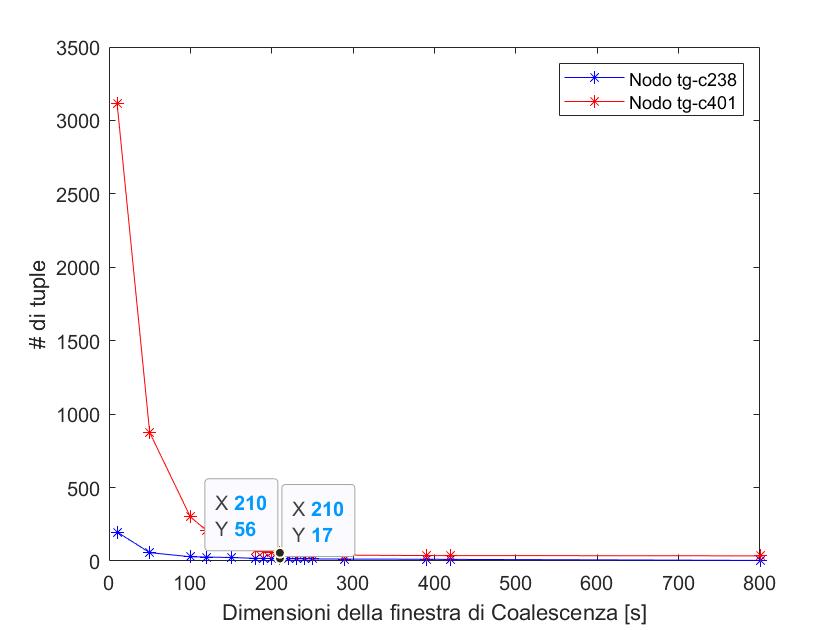 3500
3000
2500
2000
1500
1000
500
0
# di tuple
Nodo tg-c238
Nodo tg-c401
X 210
Y 56
X 210
Y 17
0 100 200 300 400 500 600 700 800
Dimensioni della finestra di Coalescenza [s]